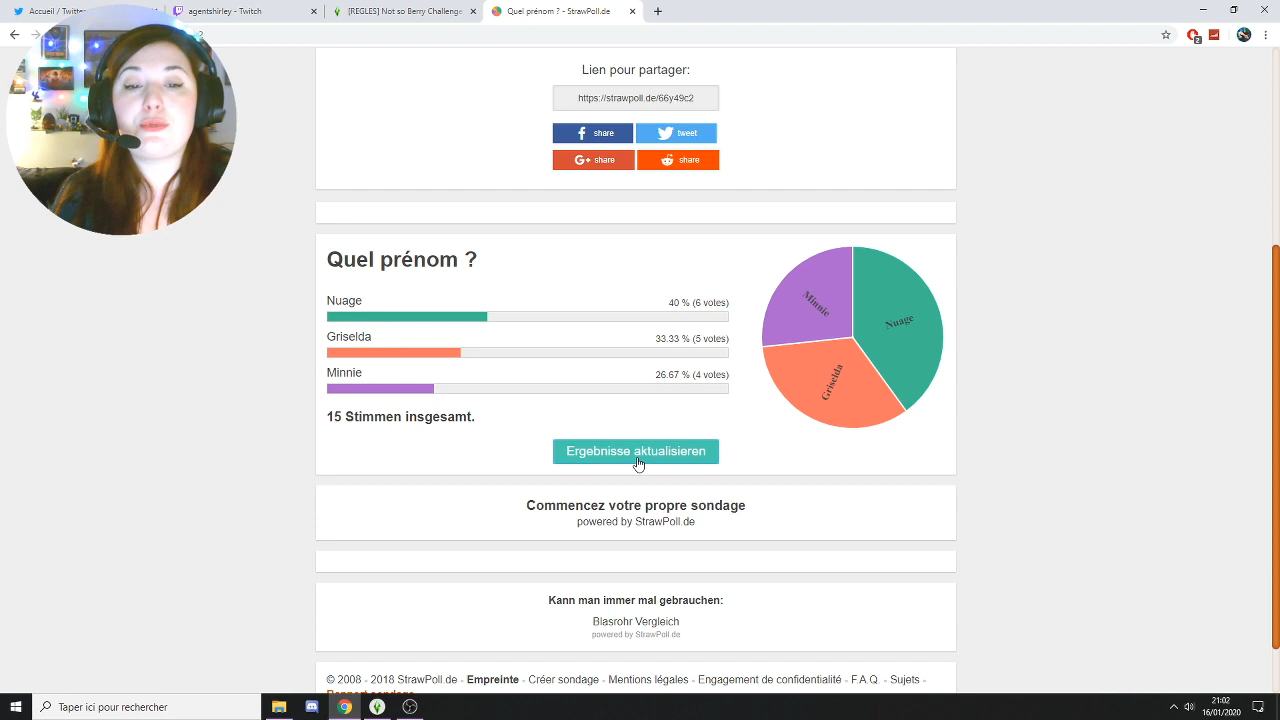 Accueil / Twitter
agentshirley - Twitch
[REGLES] Not so Berry Challenge
Quel prénom ? - StrawPoll.de
Lien pour partager:
https://strawpoll.de/66y49c2
share
tweet
G+ share
share
Quel prénom ?
Nuage
40 % (6 votes)
Griselda
33.33 % (5 votes)
Minnie
26.67 % (4 votes)
15 Stimmen insgesamt.
Minnie
Nuage
Griselda
Ergebnisse aktualisieren
Commencez votre propre sondage
powered by StrawPoll.de
Kann man immer mal gebrauchen:
Blasrohr Vergleich
powered by StrawPoll.de
© 2008 - 2018 StrawPoll.de - Empreinte - Créer sondage - Mentions légales - Engagement de confidentialité - F.A.Q. - Sujets -
Rapport sondage
Taper ici pour rechercher
21:02
16/01/2020